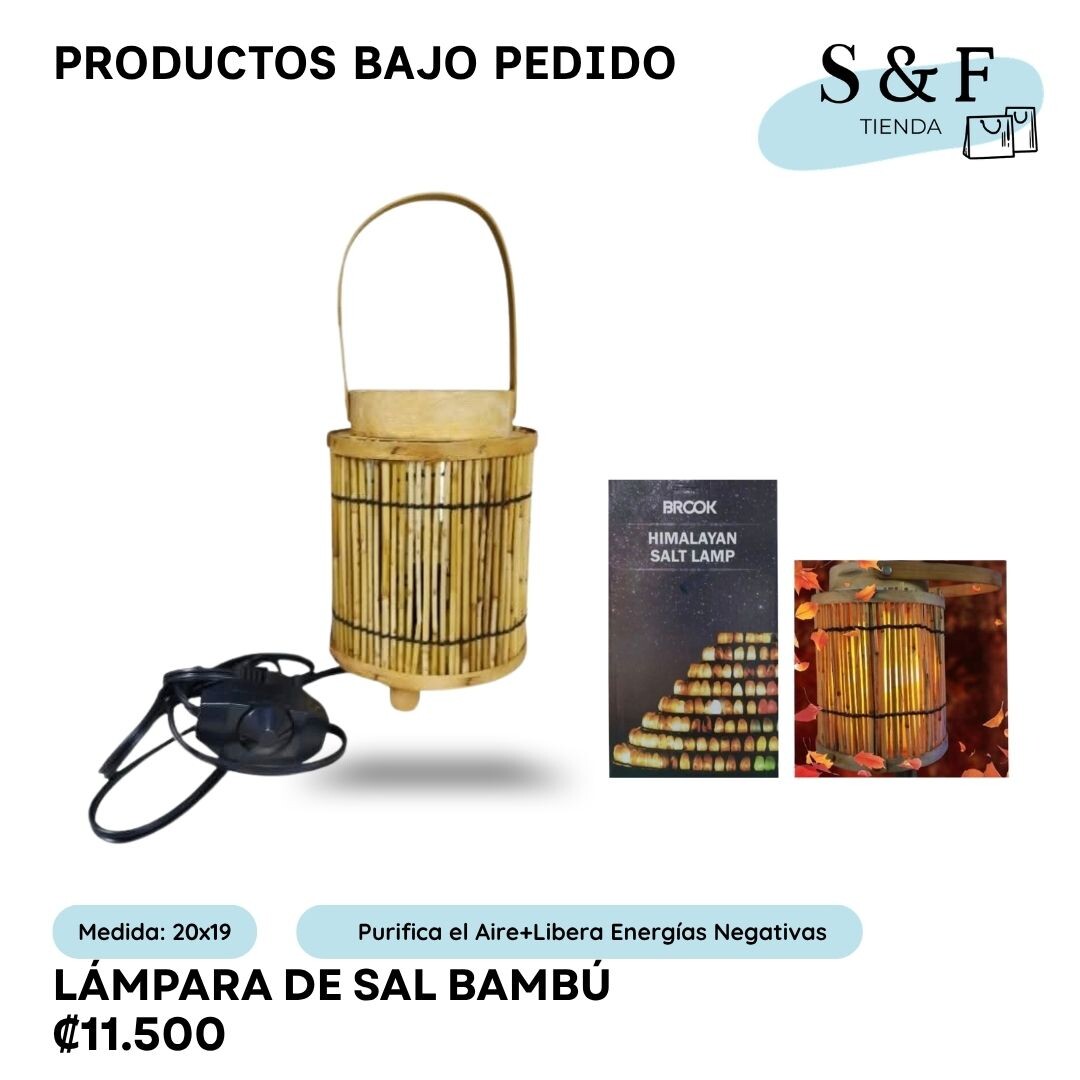 PRODUCTOS BAJO PEDIDO
S & F
TIENDA
BROOK
HIMALAYAN
SALT LAMP
Medida: 20x19
Purifica el Aire+Libera Energías Negativas
LÁMPARA DE SAL BAMBÚ
₡11.500